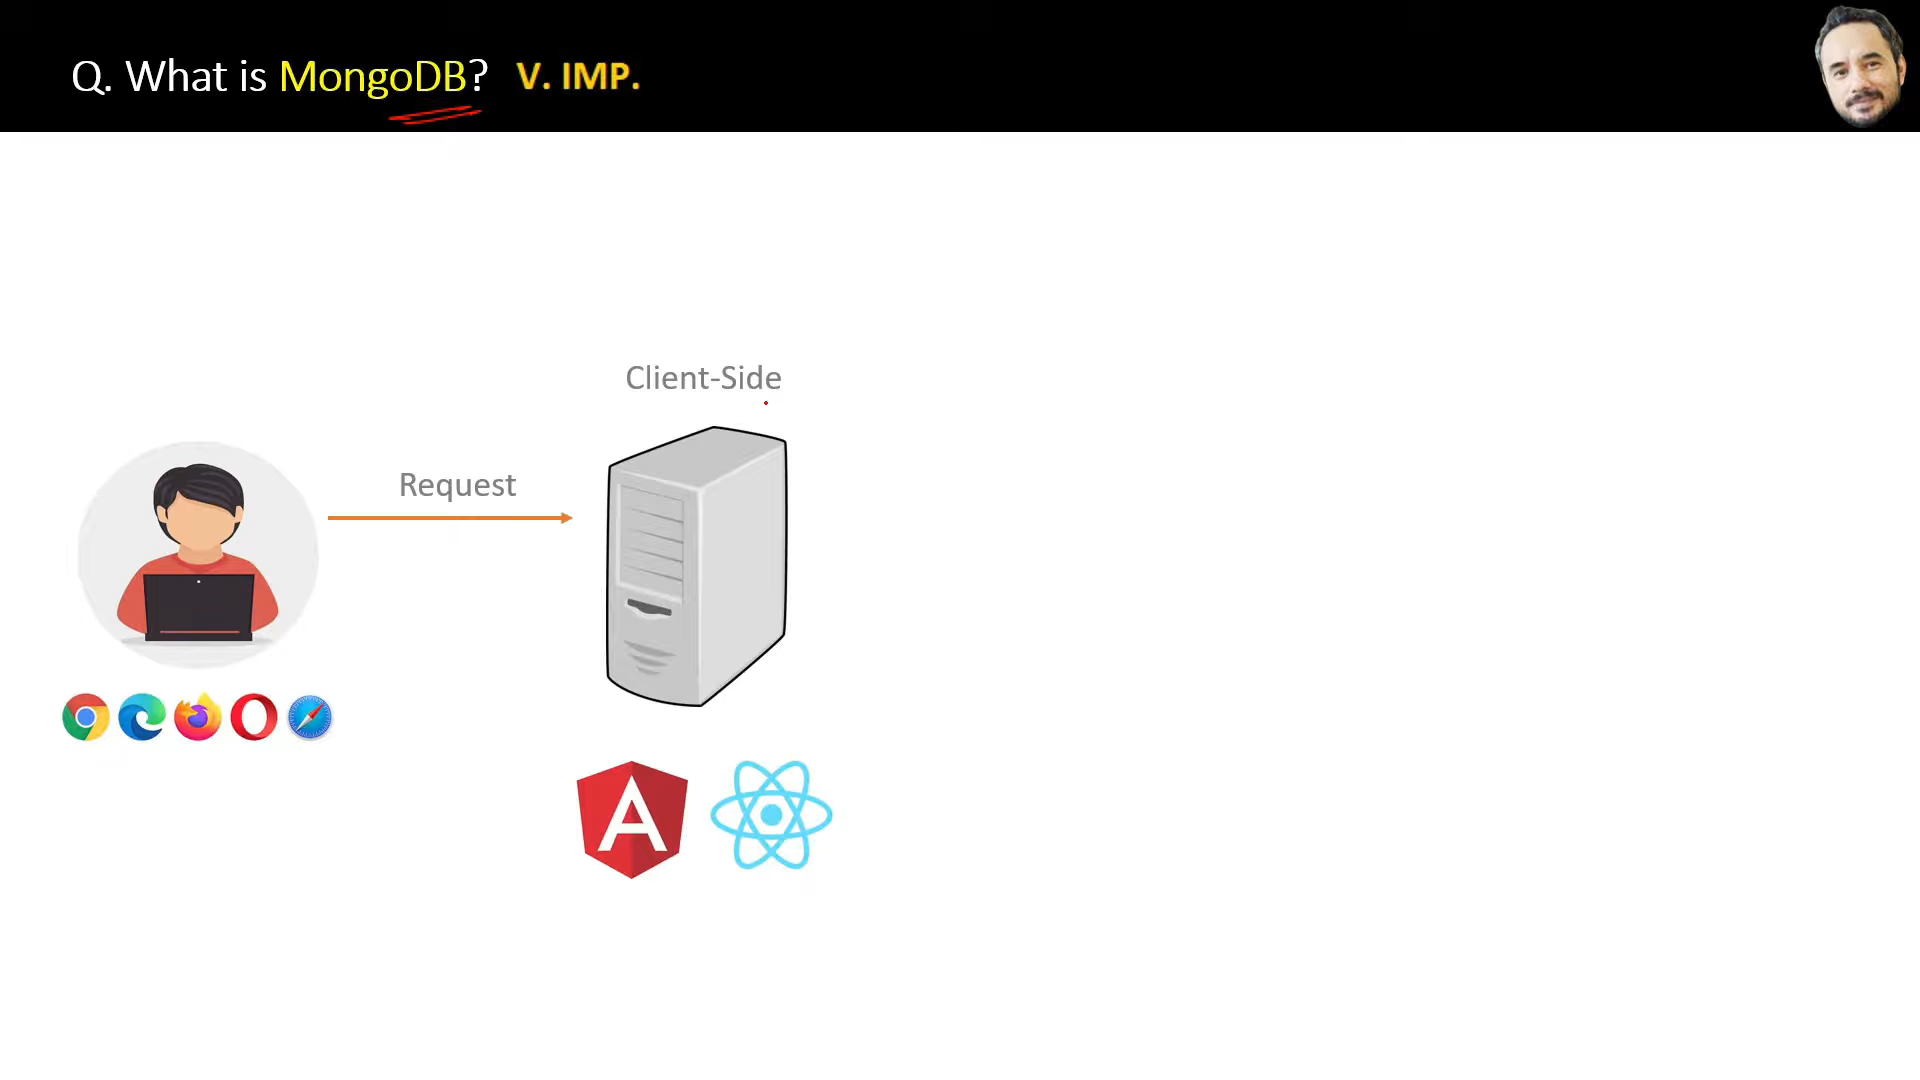 Q. What is MongoDB? V. IMP.
Client-Side
Request
A